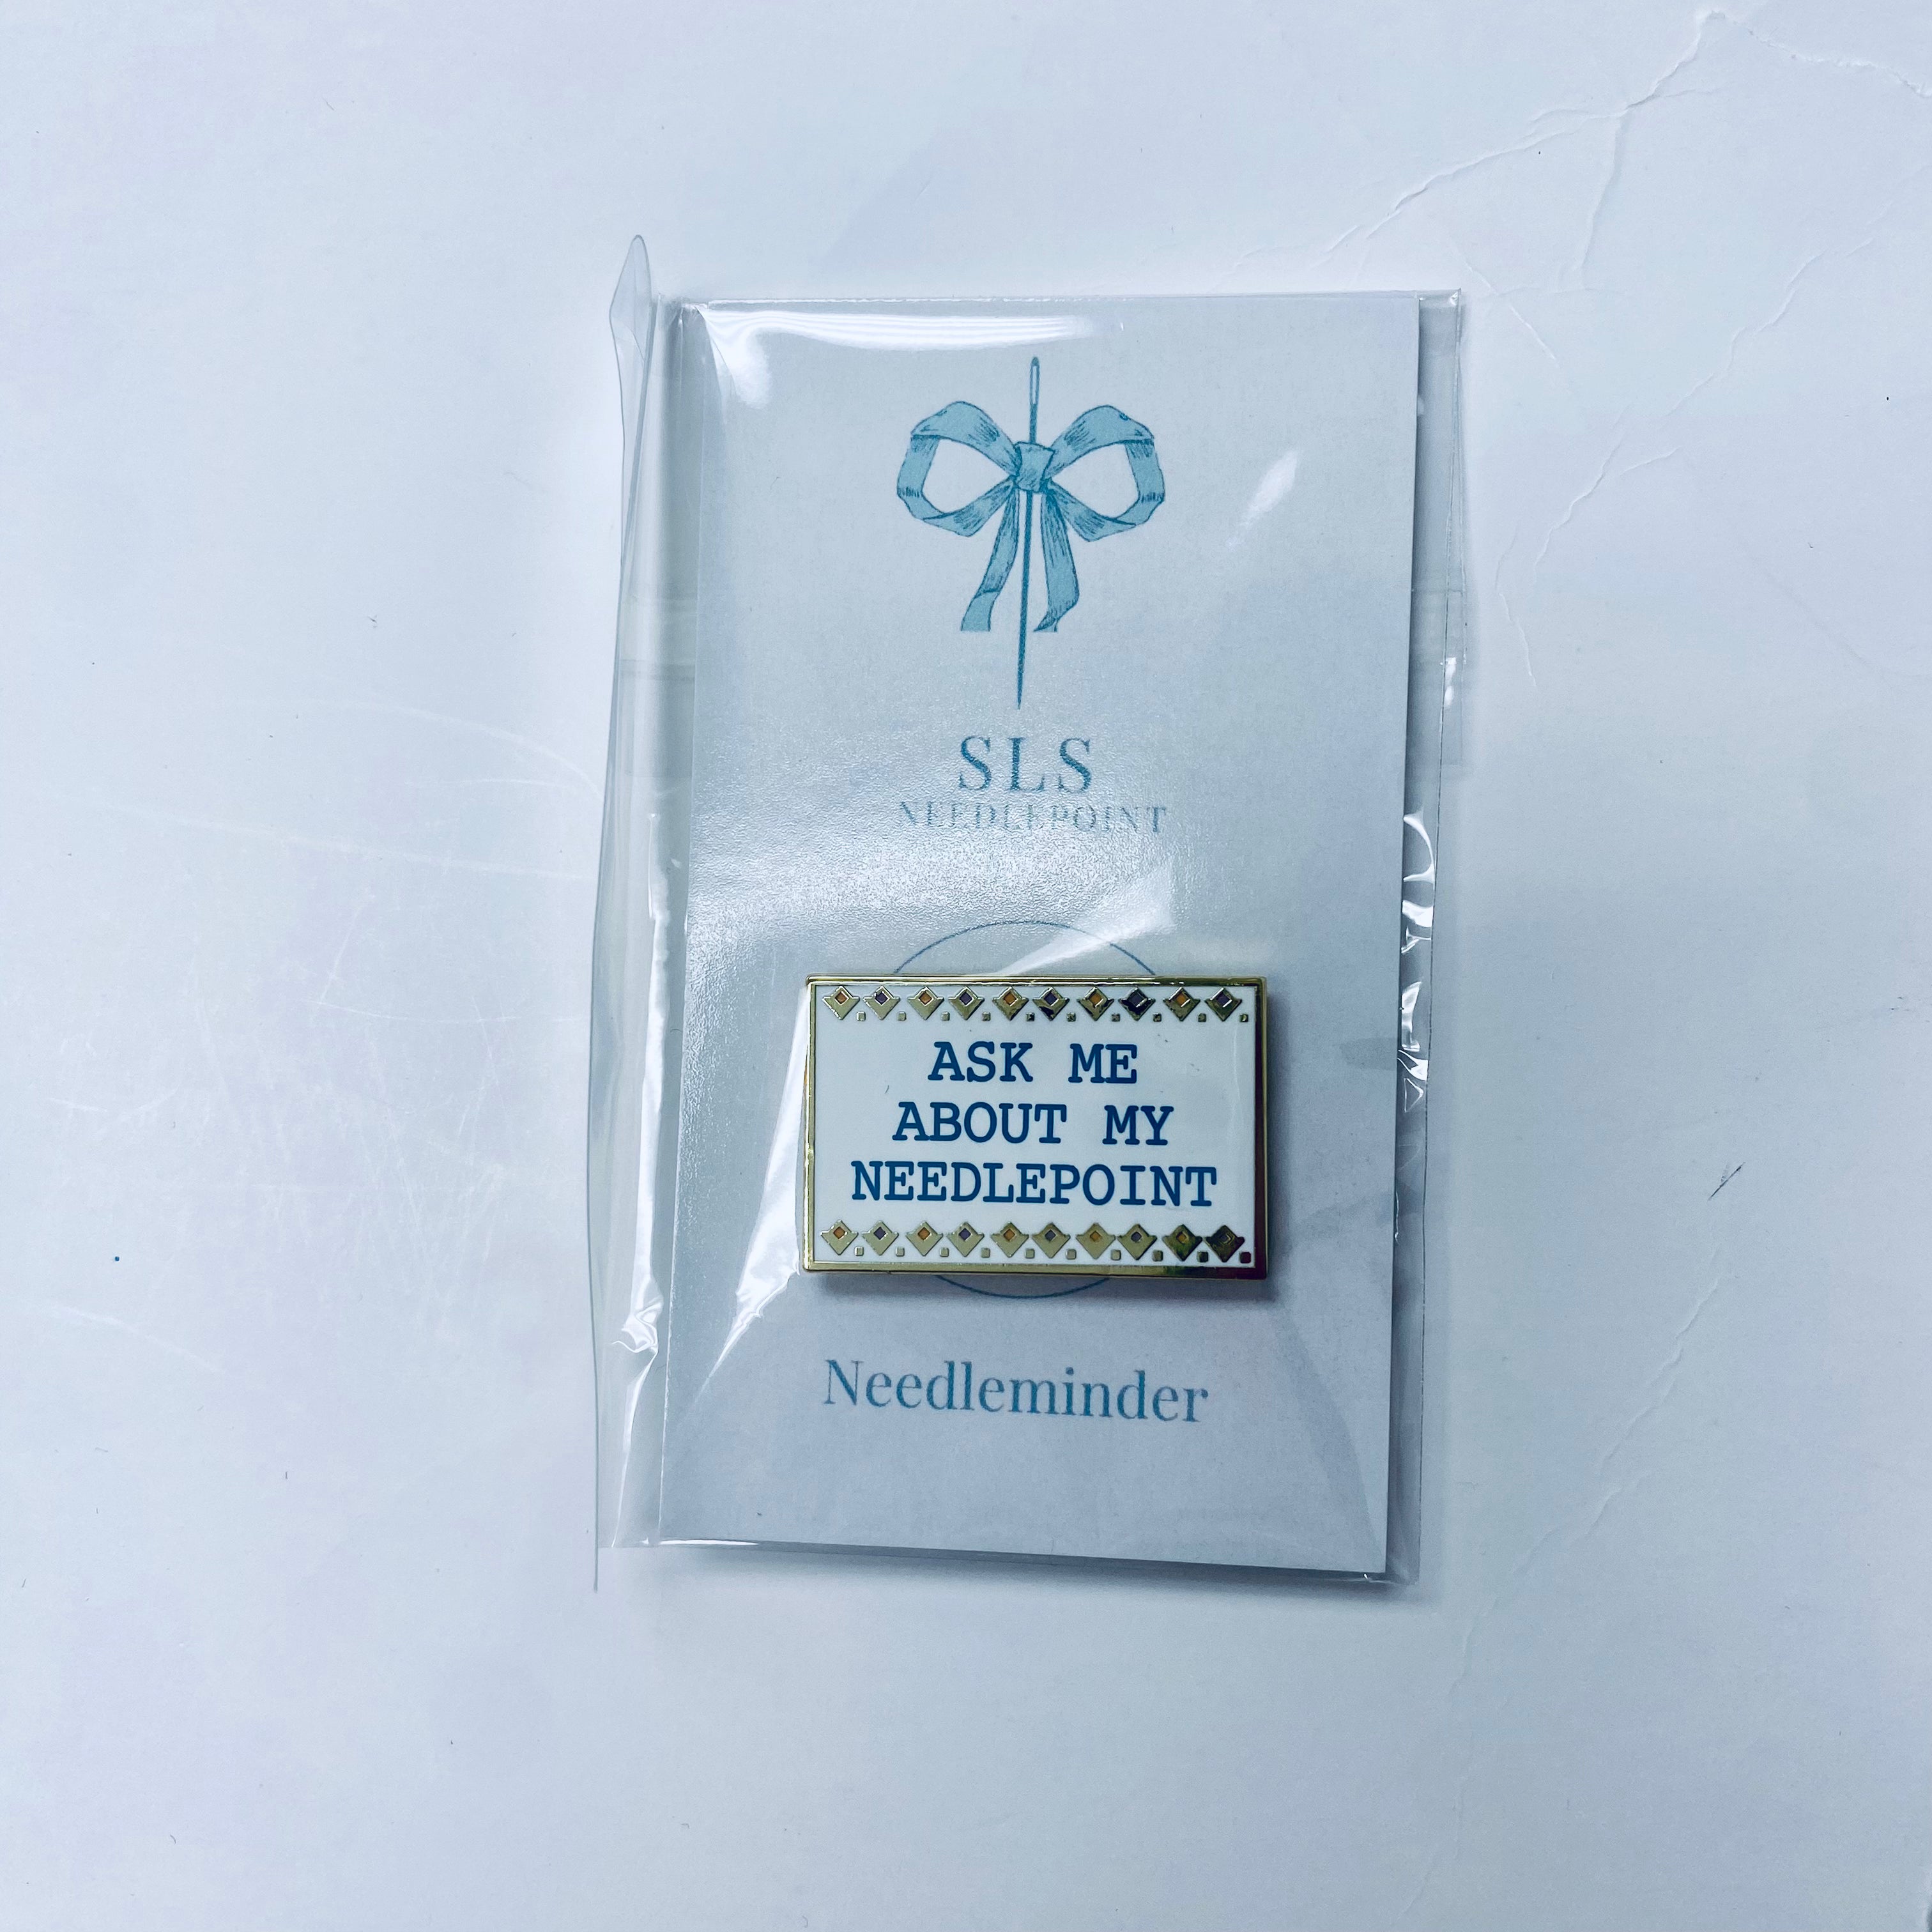 SLS
NEEDLEPOINT
ASK ME
ABOUT MY
NEEDLEPOINT
Needleminder